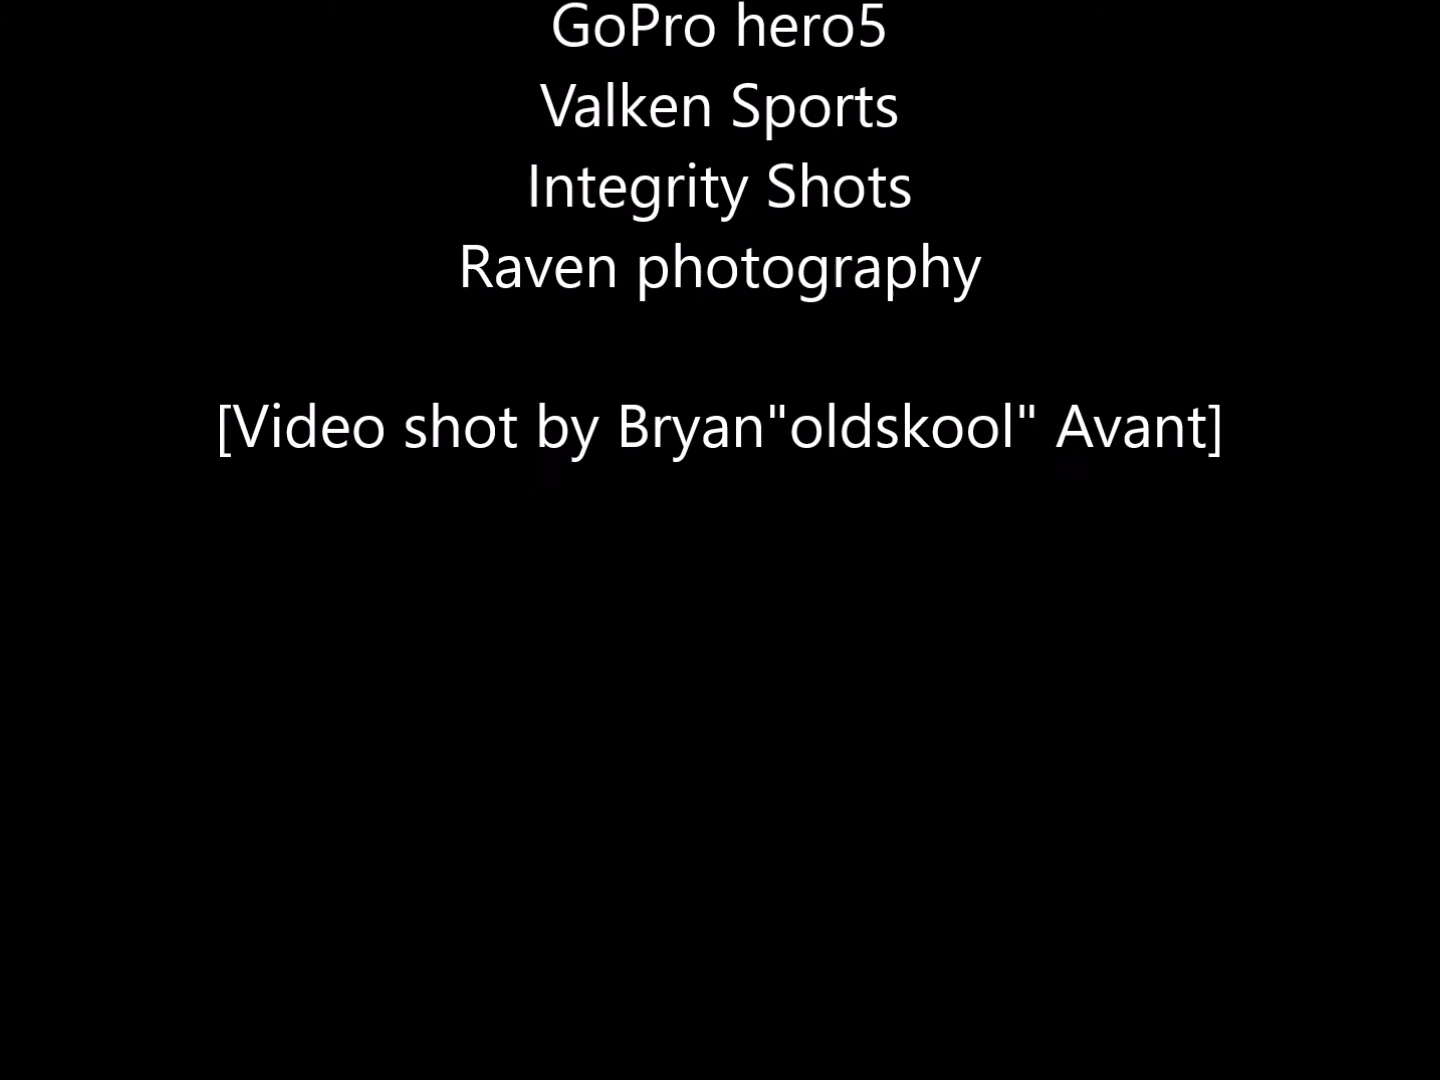 GoPro hero5
Valken Sports
Integrity Shots
Raven photography
[Video shot by Bryan"oldskool" Avant]